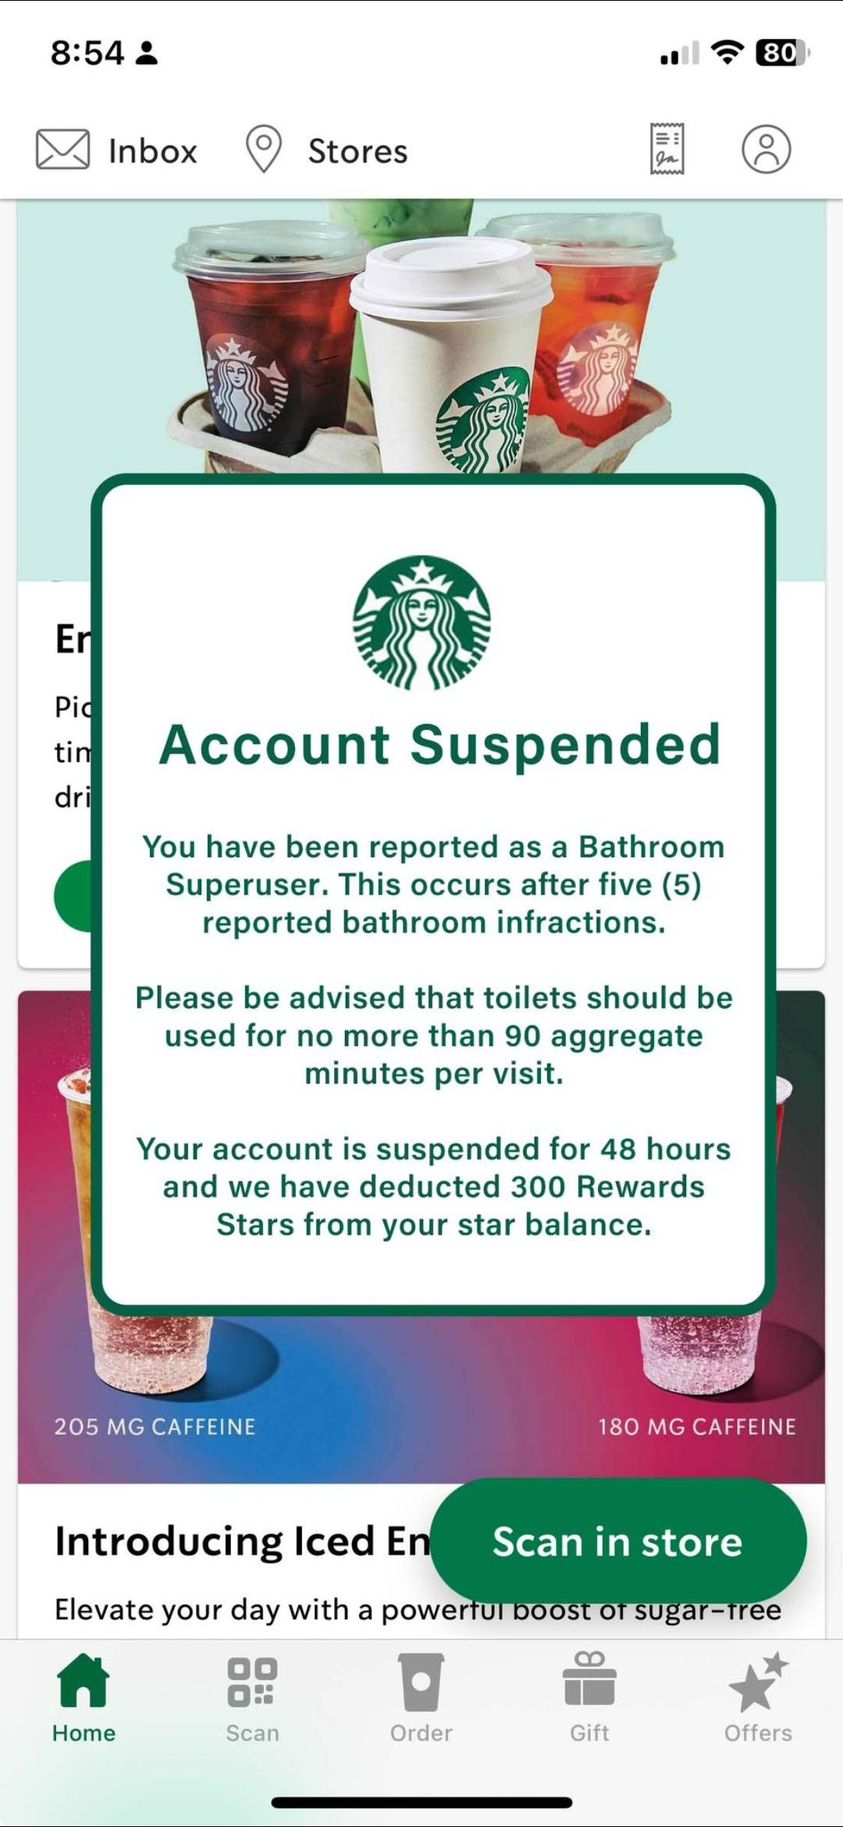 8:54
80
Inbox
Stores
Account Suspended
You have been reported as a Bathroom
Superuser. This occurs after five (5)
reported bathroom infractions.
Please be advised that toilets should be
used for no more than 90 aggregate
minutes per visit.
Your account is suspended for 48 hours
and we have deducted 300 Rewards
Stars from your star balance.
205 MG CAFFEINE
180 MG CAFFEINE
Introducing Iced En
Scan in store
Elevate your day with a powerful boost of sugar-free
Home
Scan
Order
Gift
Offers